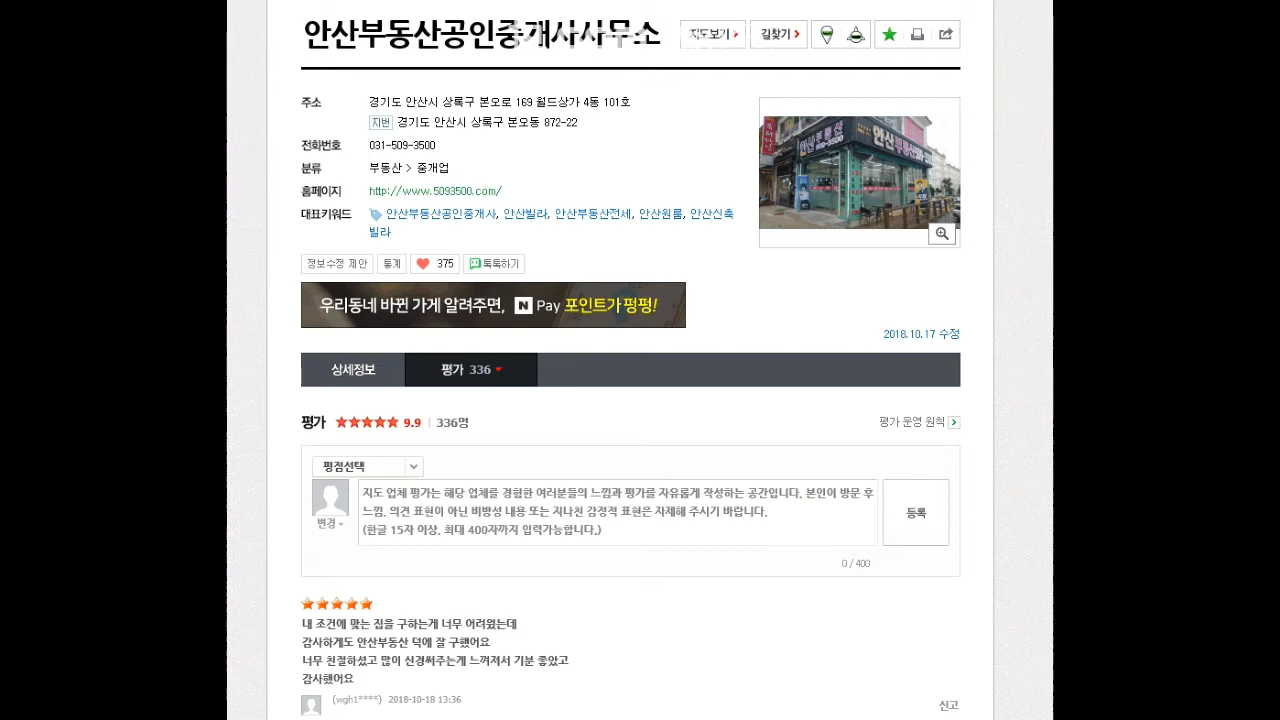 안산부동산공인중개사사무소
지도보기
길찾기
주소
경기도 안산시 상록구 본오로 169 월드상가 4동 101호
지번 경기도 안산시 상록구 본오동 872-22
전화번호
031-509-3500
분류
부동산 > 중개업
홈페이지
http://www.5093500.com/
대표키워드
안산부동산공인중개사, 안산빌라, 안산부동산전세, 안산원룸, 안산신축
빌라
정보수정 제안
통계
375
톡톡하기
우리동네 바뀐 가게 알려주면, N Pay 포인트가 펑펑!
2018.10.17 수정
상세정보
평가 336
평가 9.9 336명
평가 운영 원칙
평점선택
지도 업체 평가는 해당 업체를 경험한 여러분들의 느낌과 평가를 자유롭게 작성하는 공간입니다. 본인이 방문 후
느낌, 의견 표현이 아닌 비방성 내용 또는 지나친 감정적 표현은 자제해 주시기 바랍니다.
(한글 15자 이상, 최대 400자까지 입력가능합니다.)
변경
등록
0 / 400
내 조건에 맞는 집을 구하는게 너무 어려웠는데
감사하게도 안산부동산 덕에 잘 구했어요
너무 친절하셨고 많이 신경써주는게 느껴져서 기분 좋았고
감사했어요
(wgh1****) 2018-10-18 13:36
신고